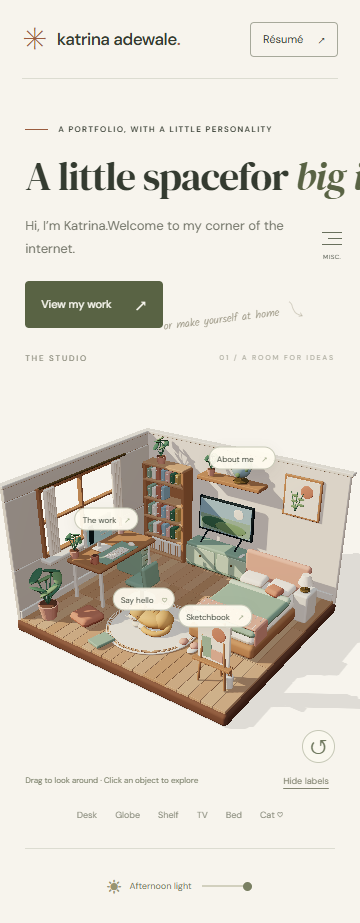 katrina adewale.
Résumé ↗
A PORTFOLIO, WITH A LITTLE PERSONALITY
A little spacefor big i
Hi, I’m Katrina.Welcome to my corner of the
internet.
MISC.
View my work ↗
or make yourself at home
THE STUDIO
01 / A ROOM FOR IDEAS
About me ↗
The work ↗
Say hello ♡
Sketchbook ↗
Drag to look around · Click an object to explore
Hide labels
Desk Globe Shelf TV Bed Cat ♡
Afternoon light